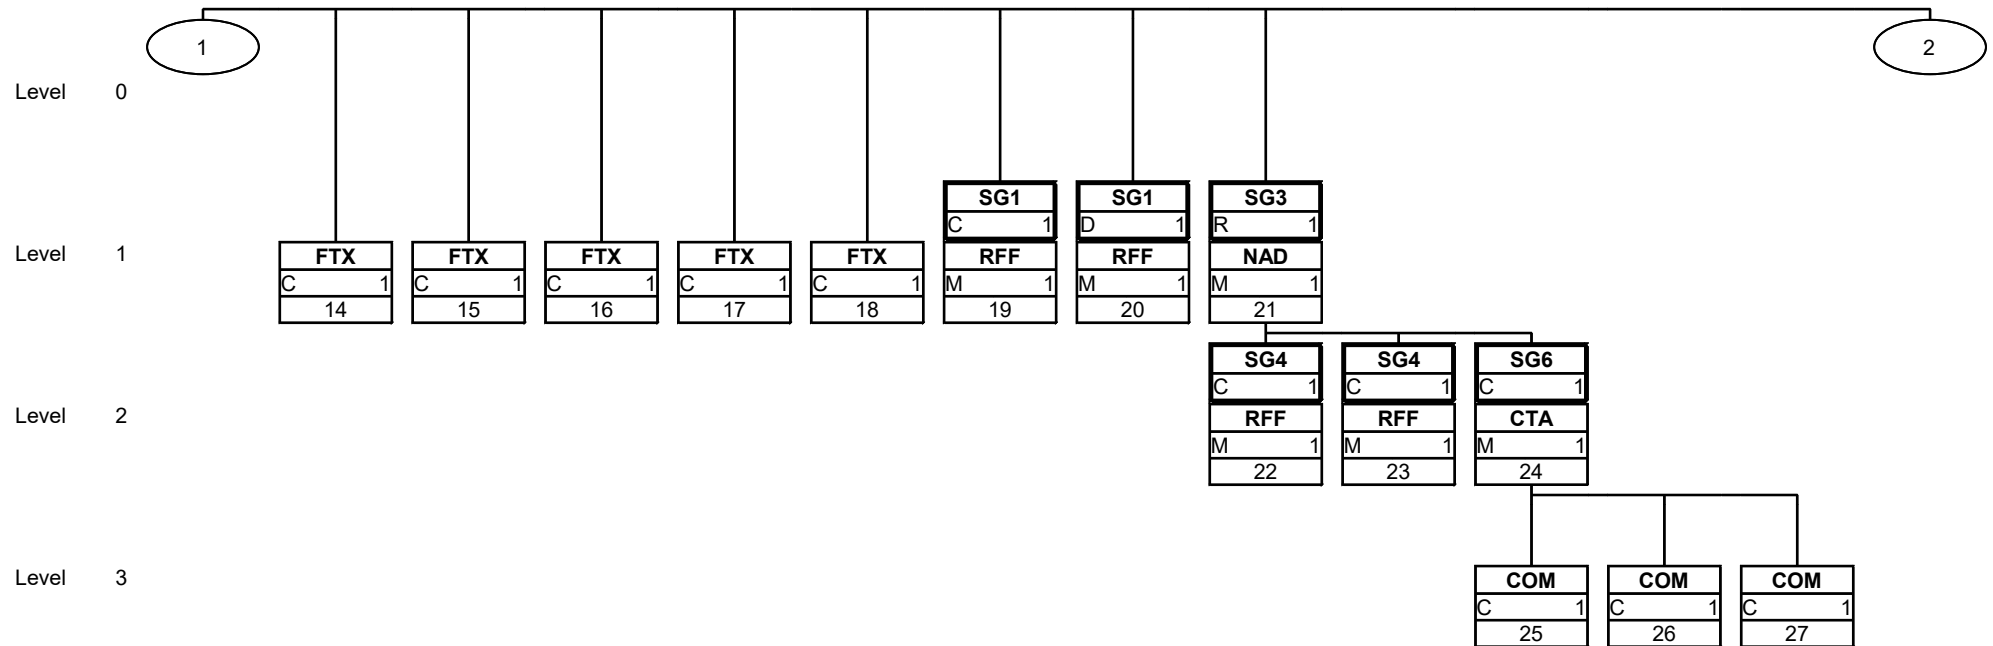 1 2
Level 0
SG1 SG1 SG3
C 1 D 1 R 1
Level 1 FTX FTX FTX FTX FTX RFF RFF NAD
C 1 C 1 C 1 C 1 C 1 M 1 M 1 M 1
14 15 16 17 18 19 20 21
SG4 SG4 SG6
C 1 C 1 C 1
Level 2 RFF RFF CTA
M 1 M 1 M 1
22 23 24
Level 3 COM COM COM
C 1 C 1 C 1
25 26 27